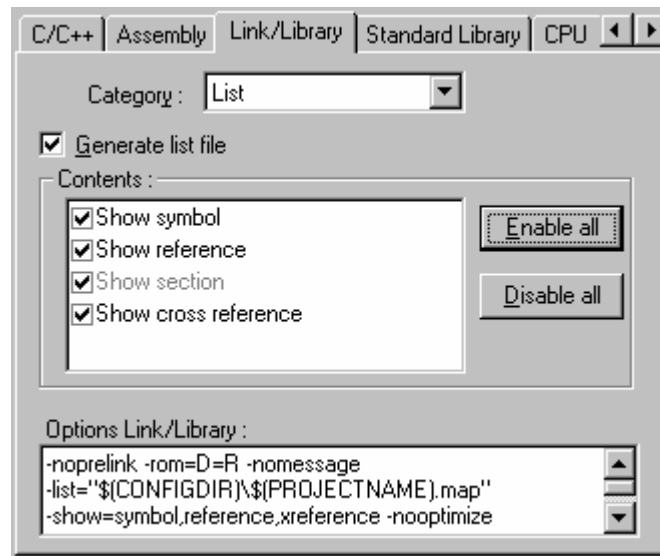 C/C++ Assembly Link/Library Standard Library CPU
Category : List
Generate list file
Contents :
Show symbol
Show reference
Show section
Show cross reference
Enable all
Disable all
Options Link/Library :
-noprelink -rom=D=R -nomessage
-list="$(CONFIGDIR)\$(PROJECTNAME).map"
-show=symbol,reference,xreference -nooptimize